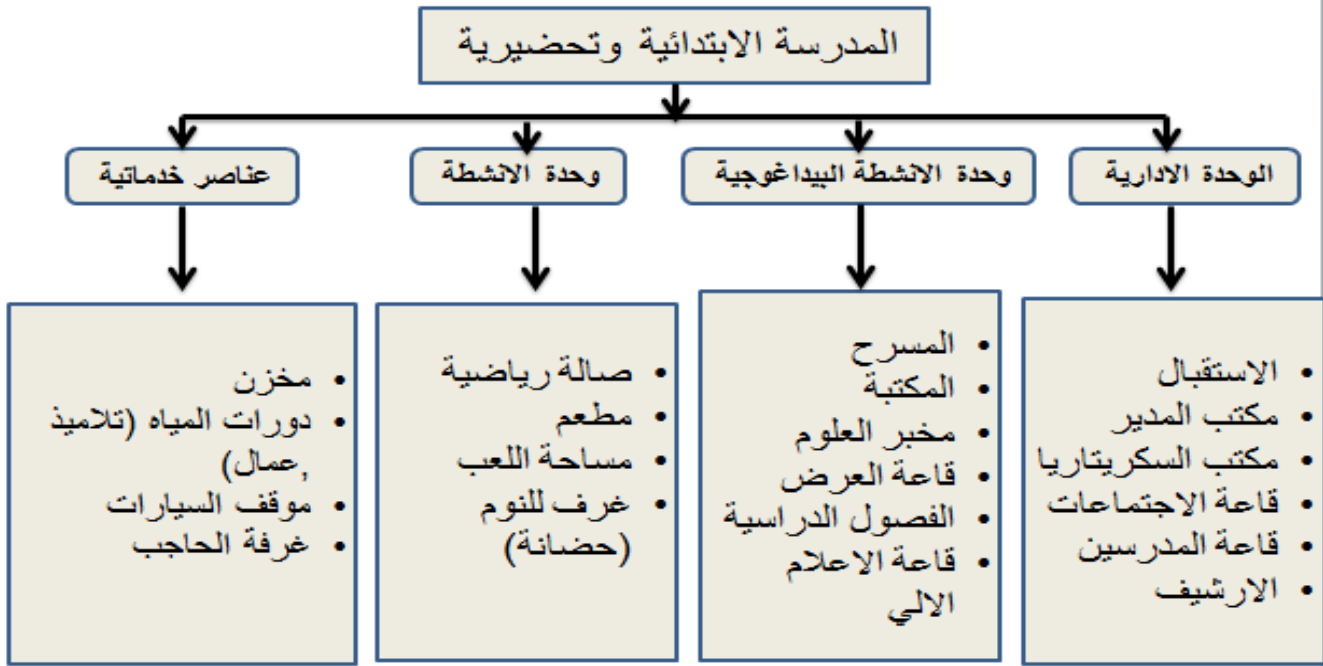 المدرسة الابتدائية وتحضيرية
الوحدة الادارية
وحدة الانشطة البيداغوجية
وحدة الانشطة
عناصر خدماتية
• الاستقبال
• مكتب المدير
• مكتب السكريتاريا
• قاعة الاجتماعات
• قاعة المدرسين
• الارشيف
• المسرح
• المكتبة
• مخبر العلوم
• قاعة العرض
• الفصول الدراسية
• قاعة الاعلام
الالي
• صالة رياضية
• مطعم
• مساحة اللعب
• غرف للنوم
(حضانة)
• مخزن
• دورات المياه (تلاميذ
,عمال)
• موقف السيارات
• غرفة الحاجب